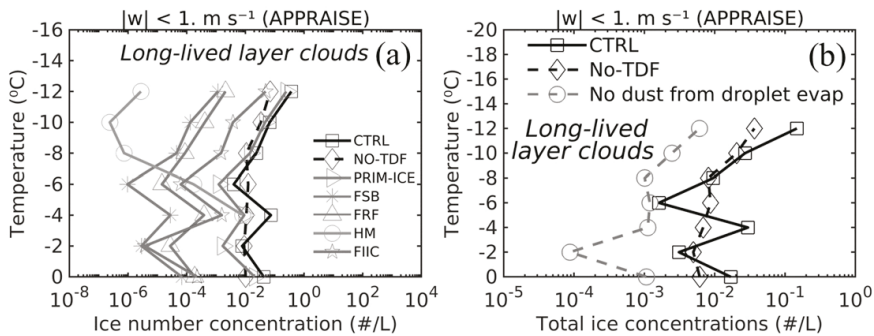 |w| < 1. m s⁻¹ (APPRAISE)
Long-lived layer clouds
(a)
Temperature (⁰C)
-16
-14
-12
-10
-8
-6
-4
-2
0
CTRL
NO-TDF
PRIM-ICE
FSB
FRF
HM
FIIC
10⁻⁸ 10⁻⁶ 10⁻⁴ 10⁻² 10⁰ 10² 10⁴
Ice number concentration (#/L)
|w| < 1. m s⁻¹ (APPRAISE)
(b)
CTRL
No-TDF
No dust from droplet evap
Long-lived
layer clouds
Temperature (⁰C)
-20
-18
-16
-14
-12
-10
-8
-6
-4
-2
0
10⁻⁵ 10⁻⁴ 10⁻³ 10⁻² 10⁻¹ 10⁰
Total ice concentrations (#/L)